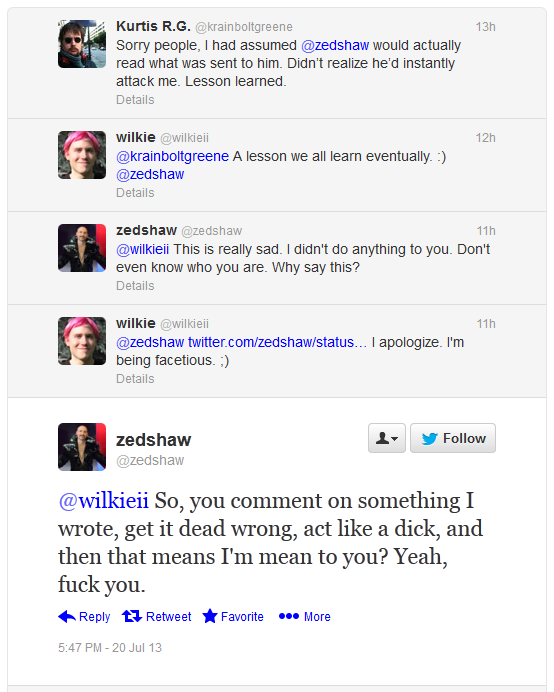 Kurtis R.G. @krainboltgreene 13h
Sorry people, I had assumed @zedshaw would actually
read what was sent to him. Didn't realize he'd instantly
attack me. Lesson learned.
Details
wilkie @wilkieii 12h
@krainboltgreene A lesson we all learn eventually. :)
@zedshaw
Details
zedshaw @zedshaw 11h
@wilkieii This is really sad. I didn't do anything to you. Don't
even know who you are. Why say this?
Details
wilkie @wilkieii 11h
@zedshaw twitter.com/zedshaw/status... I apologize. I'm
being facetious. ;)
Details
zedshaw
@zedshaw
Follow
@wilkieii So, you comment on something I
wrote, get it dead wrong, act like a dick, and
then that means I'm mean to you? Yeah,
fuck you.
Reply Retweet Favorite More
5:47 PM - 20 Jul 13